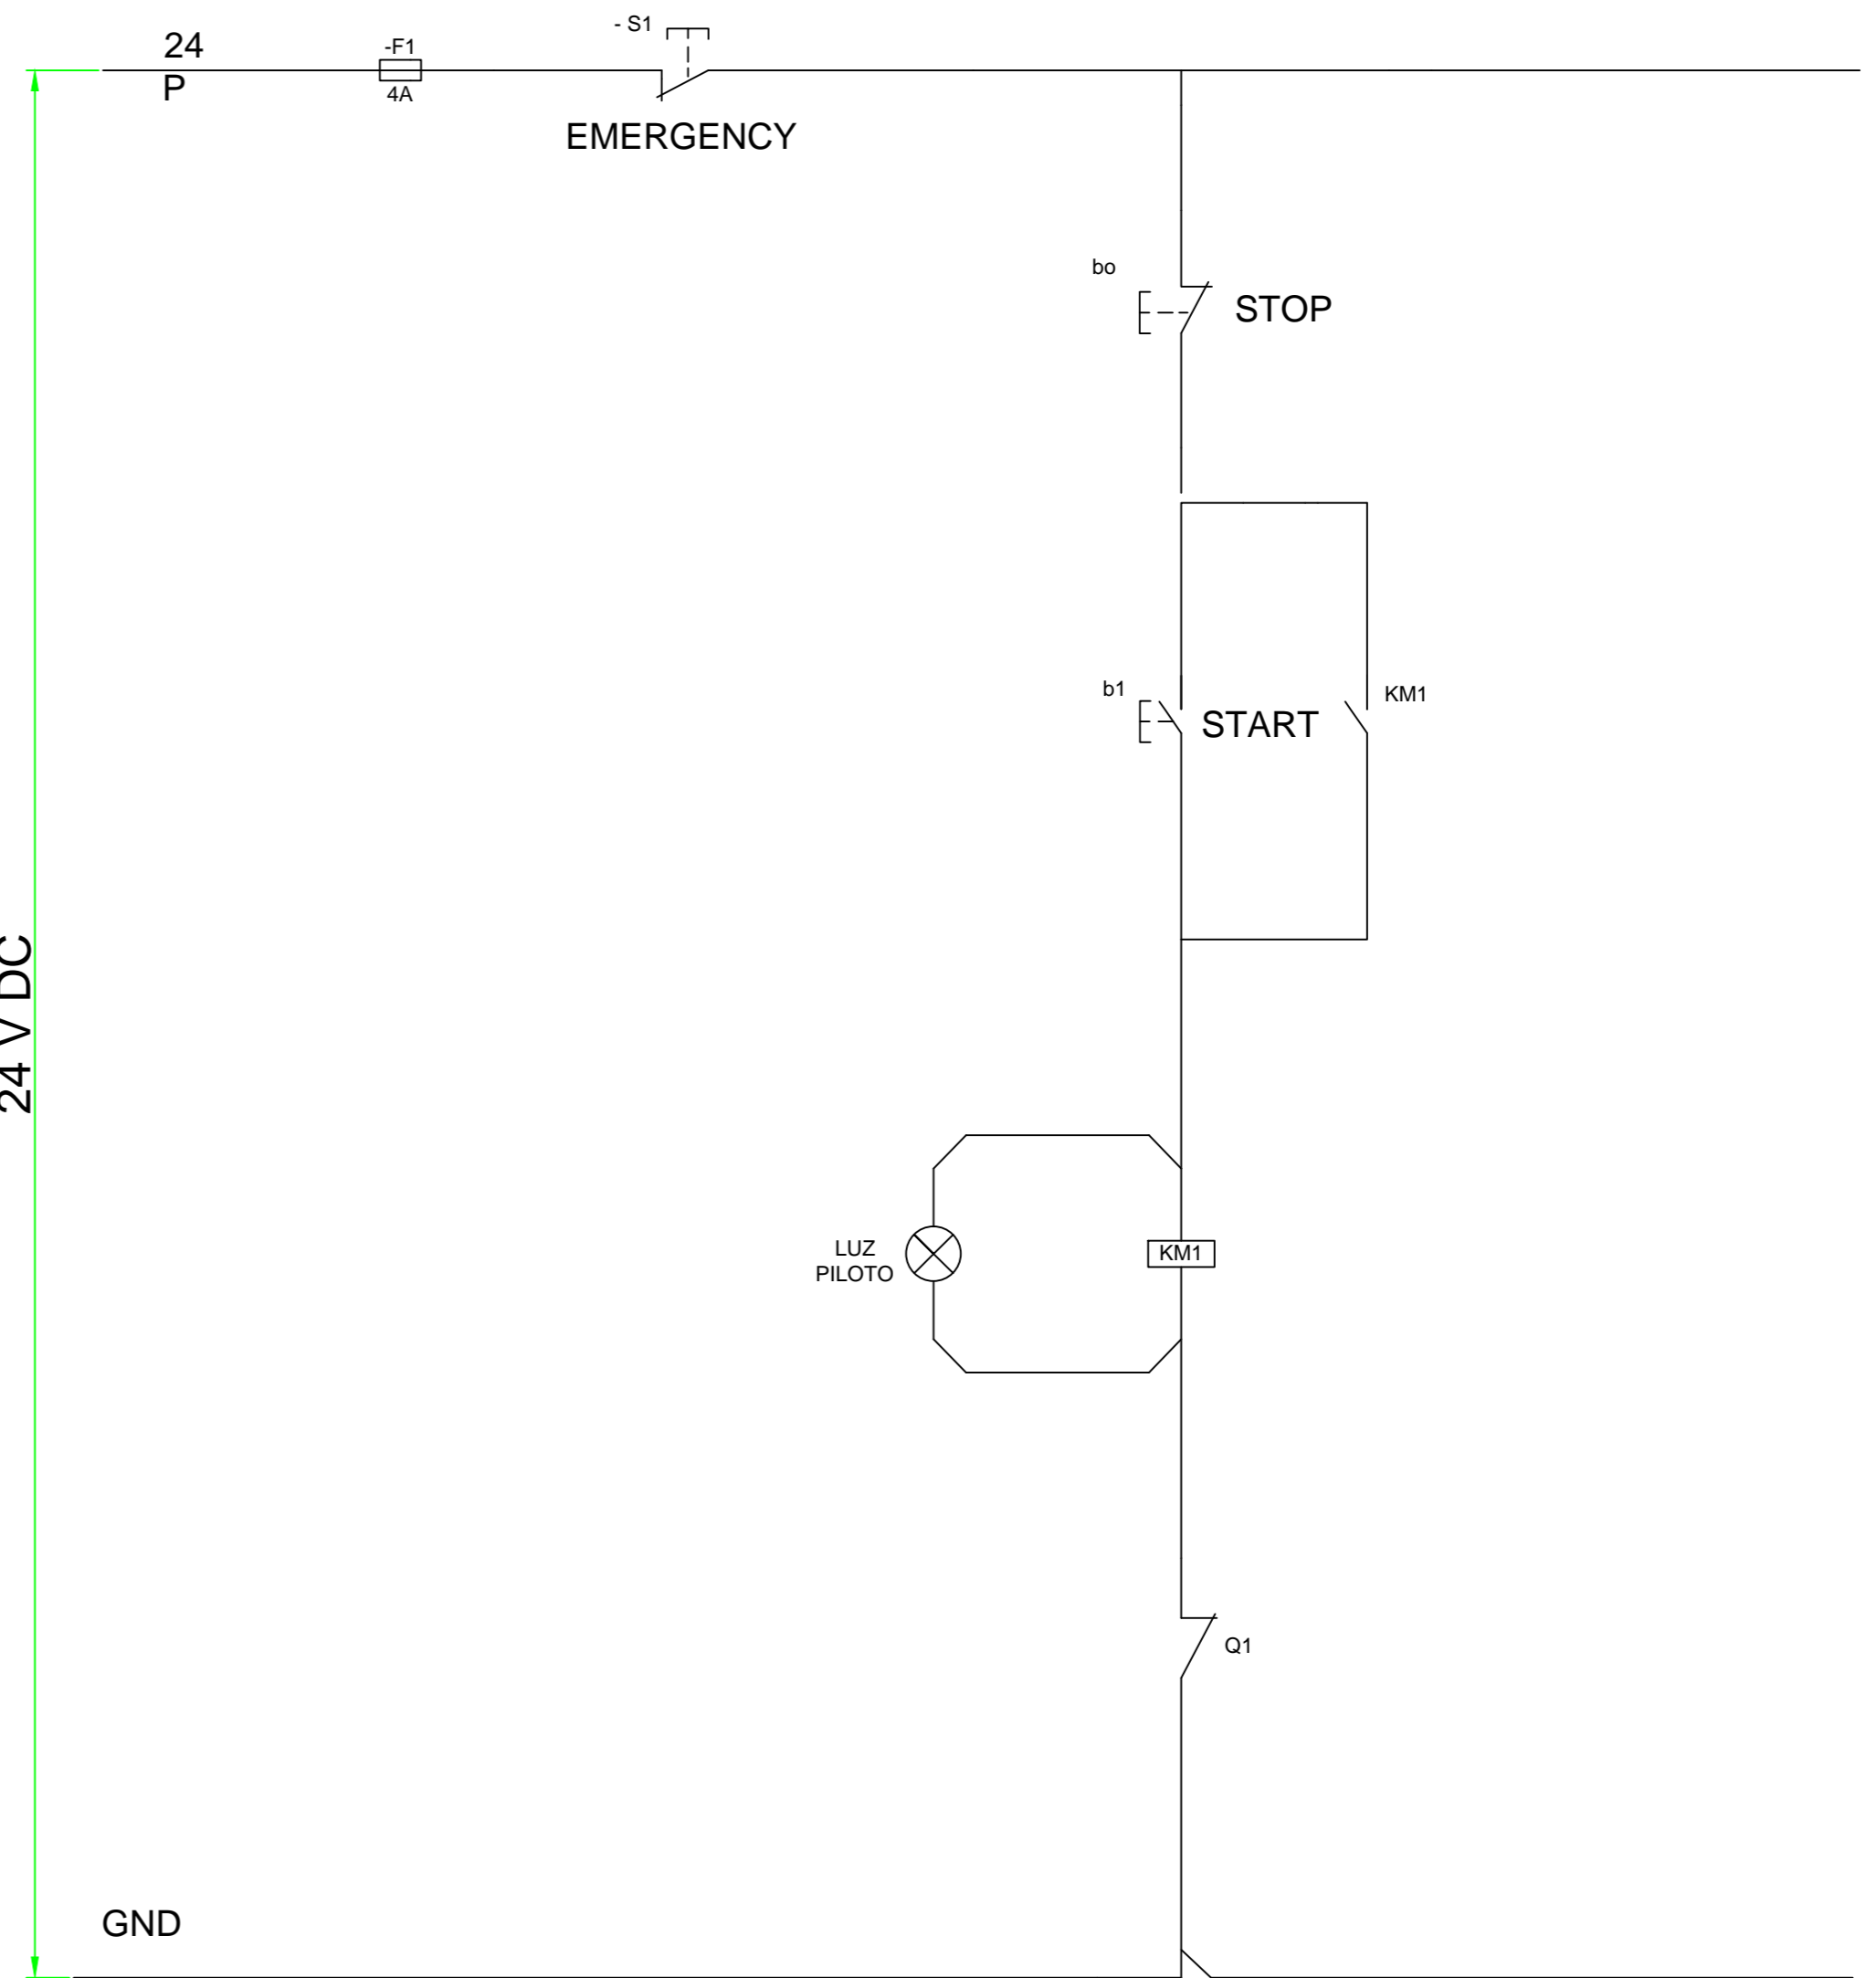 - S1
24
-F1
P
4A
EMERGENCY
bo
STOP
b1
KM1
START
24 V DC
LUZ
PILOTO
KM1
Q1
GND